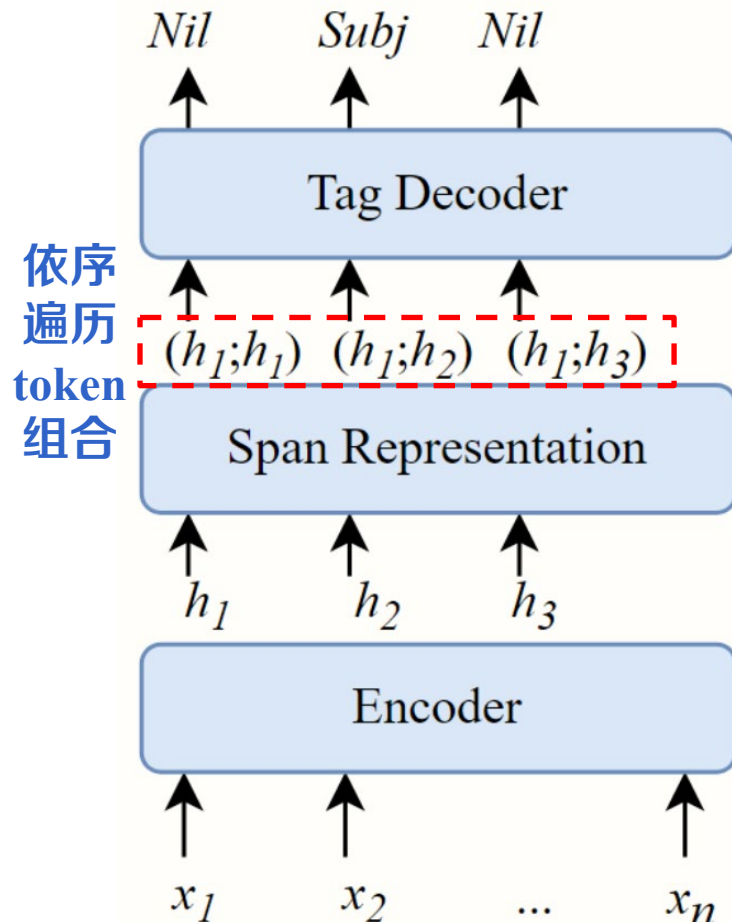 Nil Subj Nil
Tag Decoder
依序
遍历
token
组合
(h1;h1) (h1;h2) (h1;h3)
Span Representation
h1 h2 h3
Encoder
x1 x2 ... xn